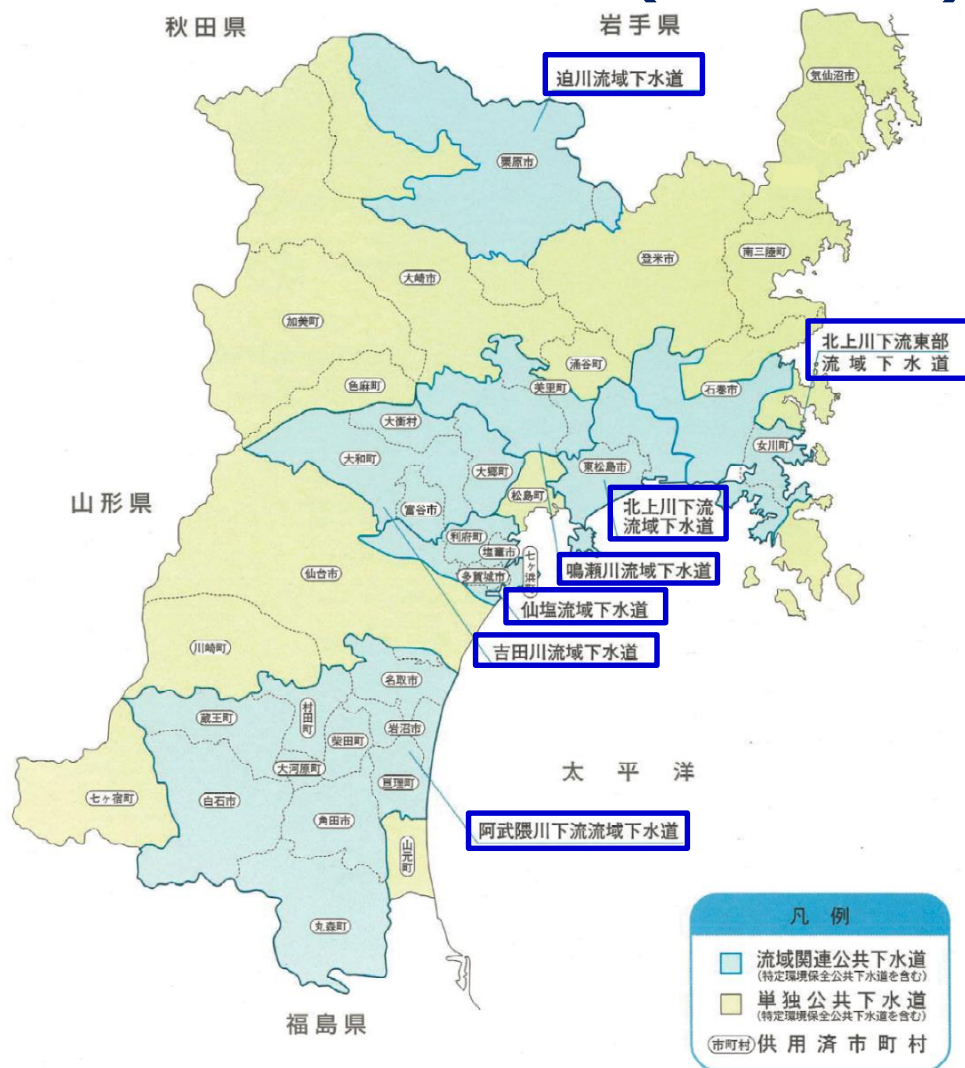 秋田県
岩手県
迫川流域下水道
気仙沼市
栗原市
登米市
南三陸町
大崎市
加美町
北上川下流東部
流域下水道
涌谷町
色麻町
美里町
石巻市
大衡村
女川町
大和町
大郷町
東松島市
山形県
松島町
富谷市
北上川下流
流域下水道
利府町
塩竈市
七ヶ浜町
鳴瀬川流域下水道
仙台市
多賀城市
仙塩流域下水道
川崎町
吉田川流域下水道
名取市
蔵王町
村田町
岩沼市
柴田町
大河原町
太平洋
亘理町
七ヶ宿町
白石市
角田市
阿武隈川下流流域下水道
山元町
丸森町
福島県
凡例
流域関連公共下水道
(特定環境保全公共下水道を含む)
単独公共下水道
(特定環境保全公共下水道を含む)
市町村 供用済市町村